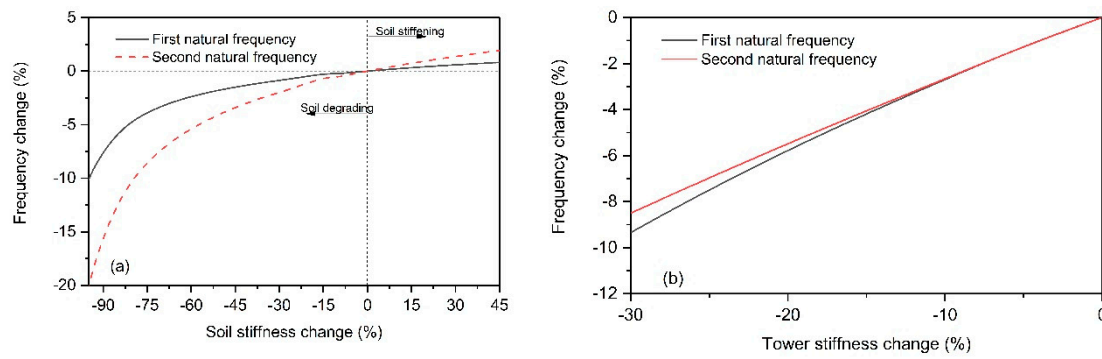 5
0
-5
-10
-15
-20
Frequency change (%)
First natural frequency
Second natural frequency
Soil stiffening
Soil degrading
(a)
-90 -75 -60 -45 -30 -15 0 15 30 45
Soil stiffness change (%)
0
-2
-4
-6
-8
-10
-12
Frequency change (%)
First natural frequency
Second natural frequency
(b)
-30 -20 -10 0
Tower stiffness change (%)